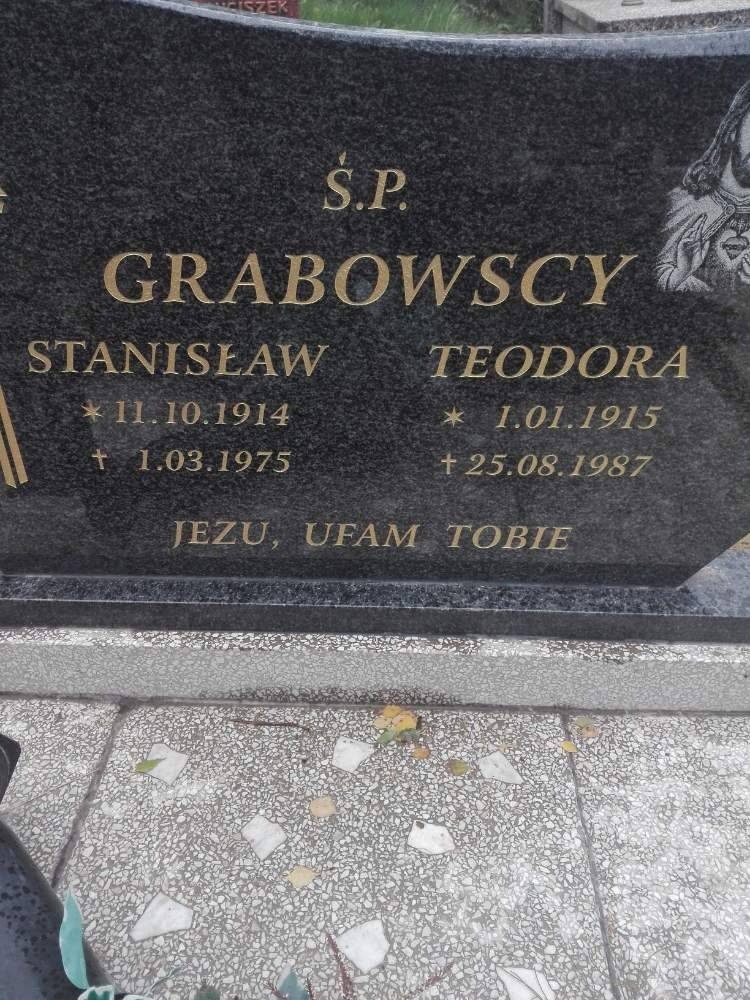 Ś.P.
GRABOWSCY
STANISŁAW TEODORA
* 11.10.1914 * 1.01.1915
† 1.03.1975 † 25.08.1987
JEZU, UFAM TOBIE